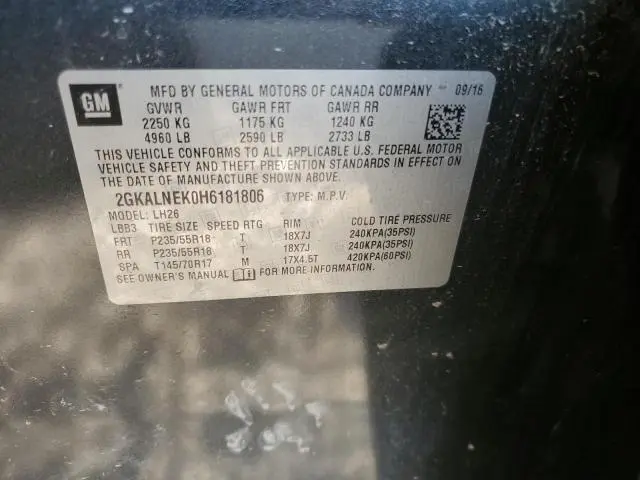 GM
MFD BY GENERAL MOTORS OF CANADA COMPANY 09/16
GVWR GAWR FRT GAWR RR
2250 KG 1175 KG 1240 KG
4960 LB 2590 LB 2733 LB
THIS VEHICLE CONFORMS TO ALL APPLICABLE U.S. FEDERAL MOTOR
VEHICLE SAFETY AND THEFT PREVENTION STANDARDS IN EFFECT ON
THE DATE OF MANUFACTURE SHOWN ABOVE.
2GKALNEK0H6181806 TYPE: M.P.V.
MODEL: LH26
LBB3 TIRE SIZE SPEED RTG RIM COLD TIRE PRESSURE
FRT P235/55R18 T 18X7J 240KPA(35PSI)
RR P235/55R18 T 18X7J 240KPA(35PSI)
SPA T145/70R17 M 17X4.5T 420KPA(60PSI)
SEE OWNER'S MANUAL